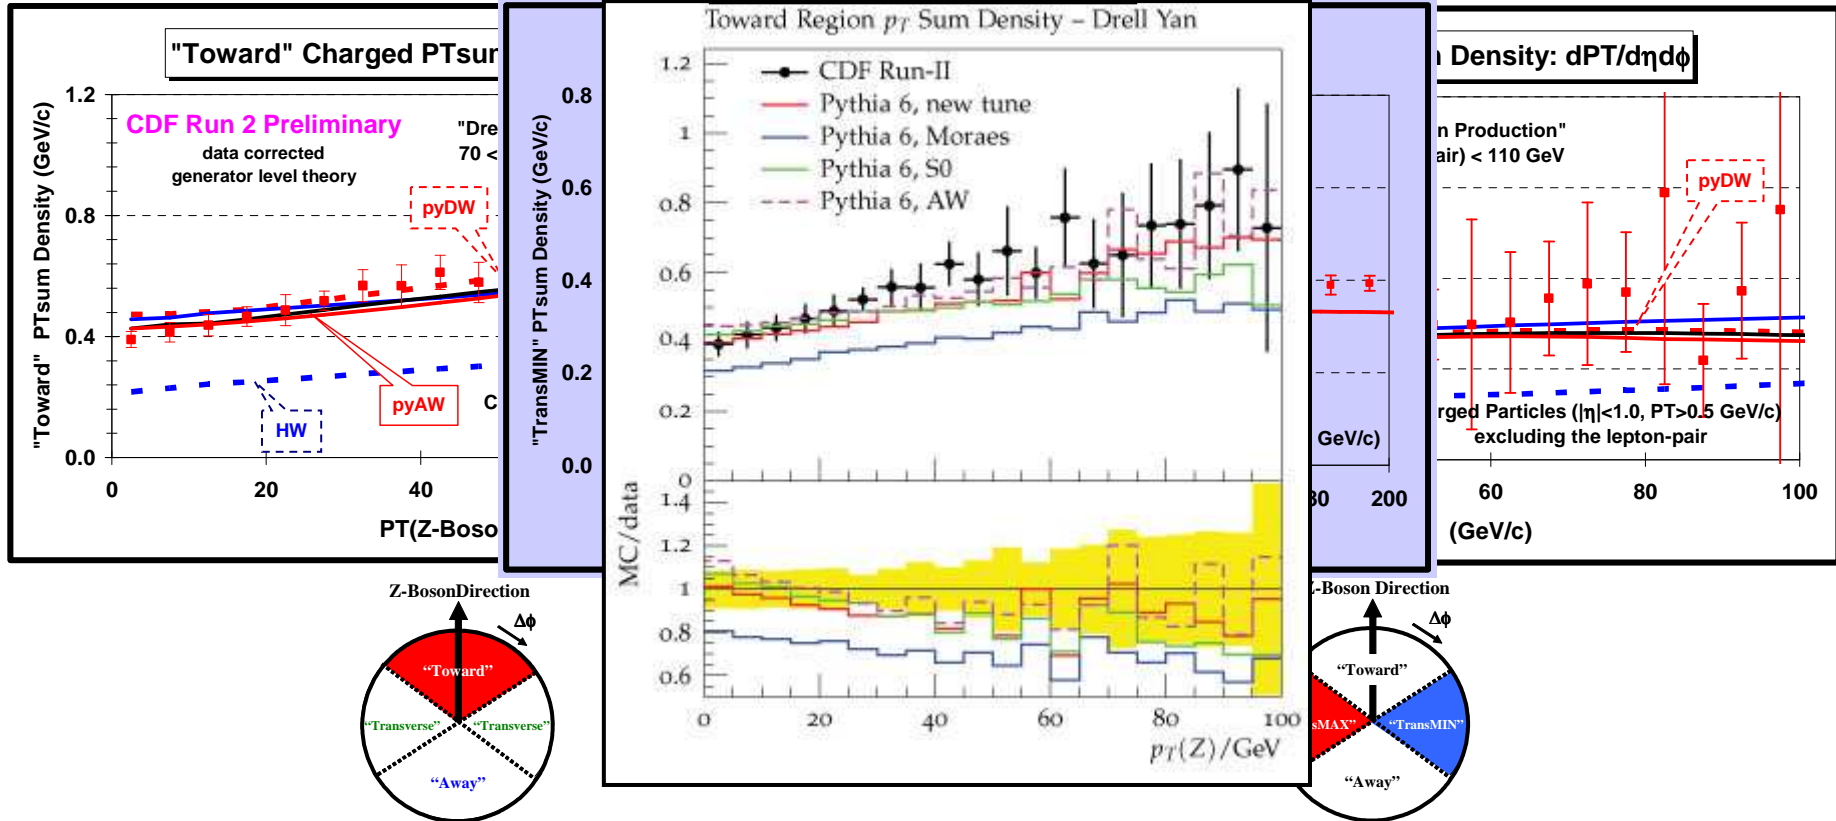 "Toward" Charged PTsum
"Toward" PTsum Density (GeV/c)
1.2
0.8
0.4
0.0
CDF Run 2 Preliminary
data corrected
generator level theory
"Dre
70 <
pyDW
pyAW
HW
C
0
20
40
PT(Z-Boson
"TransMIN" PTsum Density (GeV/c)
0.8
0.6
0.4
0.2
0.0
Toward Region pT Sum Density – Drell Yan
1.2
1
0.8
0.6
0.4
0.2
0
CDF Run-II
Pythia 6, new tune
Pythia 6, Moraes
Pythia 6, S0
Pythia 6, AW
MC/data
1.4
1.2
1
0.8
0.6
0
20
40
60
80
100
pT(Z)/GeV
GeV/c)
80
200
n Density: dPT/dηdϕ
n Production"
air) < 110 GeV
pyDW
rged Particles (|η|<1.0, PT>0.5 GeV/c)
excluding the lepton-pair
60
80
100
(GeV/c)
Z-BosonDirection
Δϕ
“Toward”
“Transverse”
“Transverse”
“Away”
Z-Boson Direction
Δϕ
“Toward”
sMAX”
“TransMIN”
“Away”